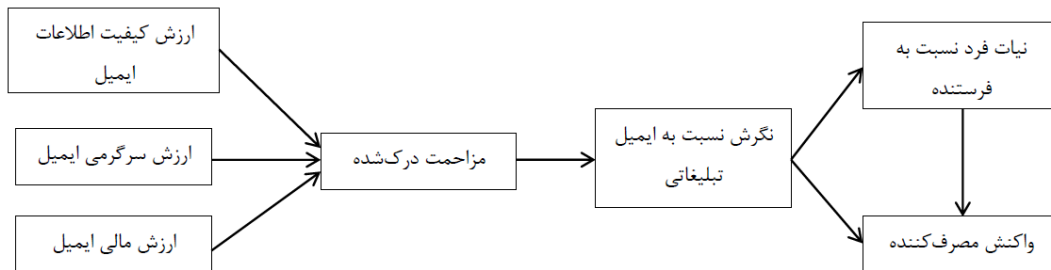 ارزش کیفیت اطلاعات
ایمیل
ارزش سرگرمی ایمیل
ارزش مالی ایمیل
مزاحمت درک‌شده
نگرش نسبت به ایمیل
تبلیغاتی
نیات فرد نسبت به
فرستنده
واکنش مصرف‌کننده